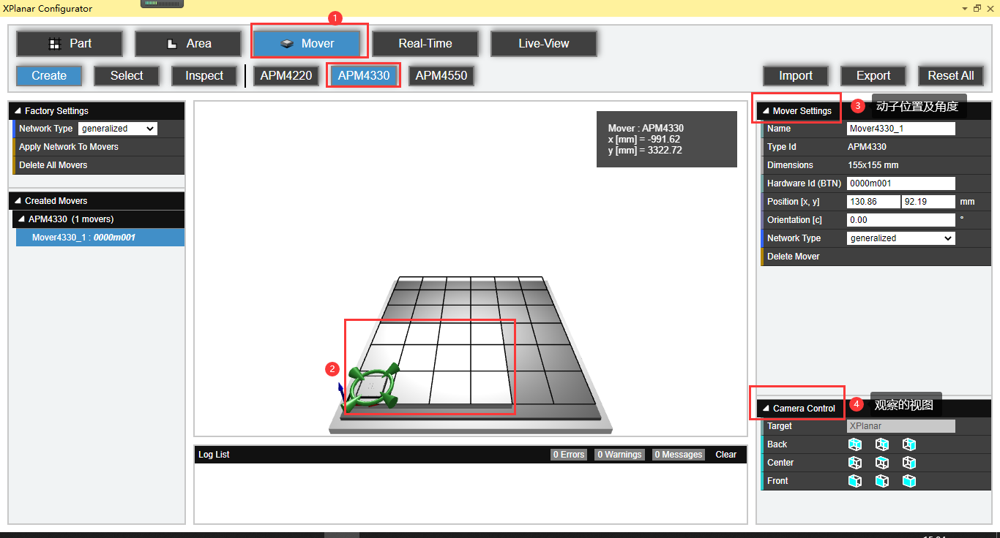 XPlanar Configurator
1
Part
Area
Mover
Real-Time
Live-View
Create
Select
Inspect
APM4220
APM4330
APM4550
Import
Export
Reset All
Factory Settings
Network Type generalized
Apply Network To Movers
Delete All Movers
Created Movers
APM4330 (1 movers)
Mover4330_1 : 0000m001
Mover : APM4330
x [mm] = -991.62
y [mm] = 3322.72
2
Log List
0 Errors
0 Warnings
0 Messages
Clear
Mover Settings
3 动子位置及角度
Name Mover4330_1
Type Id APM4330
Dimensions 155x155 mm
Hardware Id (BTN) 0000m001
Position [x, y] 130.86 92.19 mm
Orientation [c] 0.00 °
Network Type generalized
Delete Mover
Camera Control
4 观察的视图
Target XPlanar
Back
Center
Front